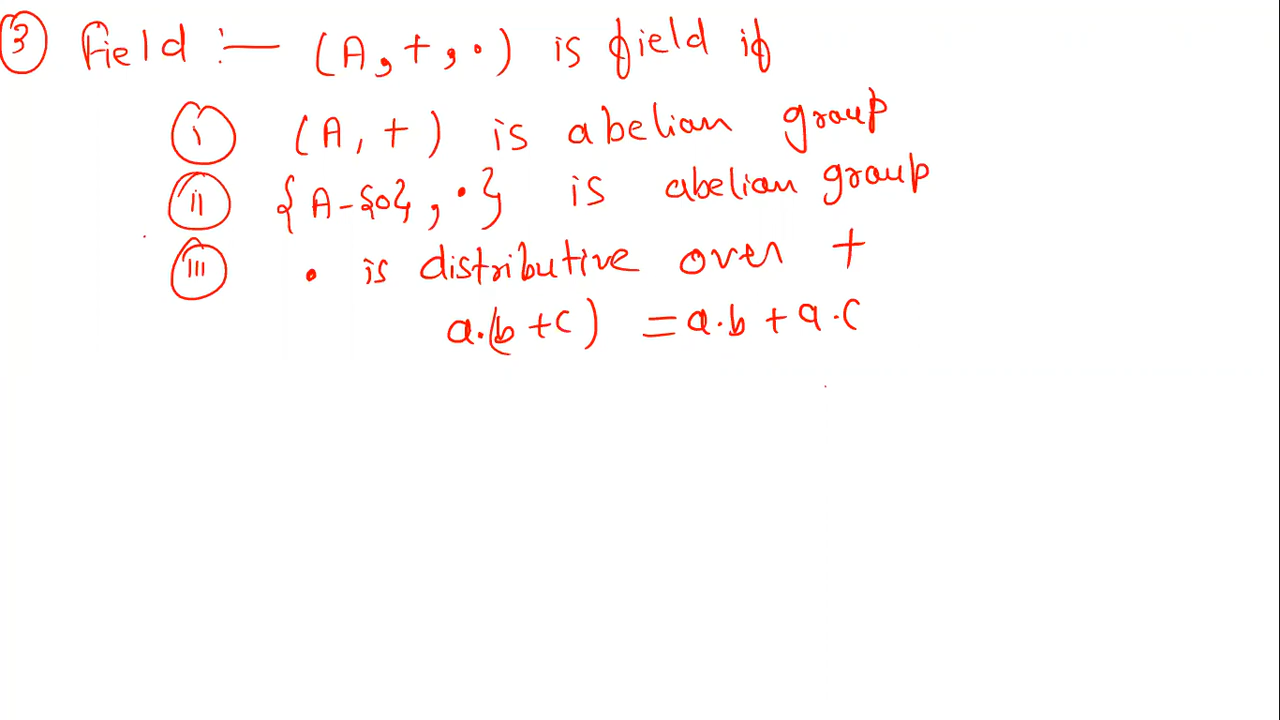 ③ Field :— (A, +, •) is field if
ⓘ (A, +) is abelian group
ⓘⓘ {A-{0}, •} is abelian group
ⓘⓘⓘ • is distributive over +
a.(b+c) = a.b + a.c